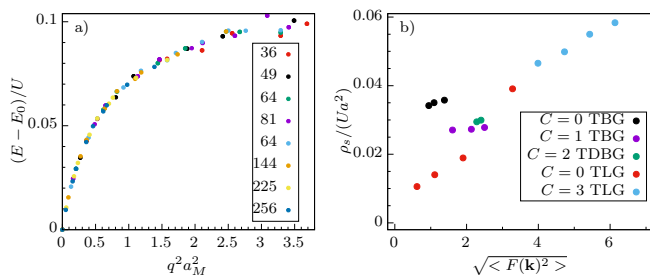 a)
0.1
0.05
0
(E − E₀)/U
36
49
64
81
64
144
225
256
0 0.5 1 1.5 2 2.5 3 3.5
q²a²_M
b)
0.06
0.04
0.02
0
ρₛ/(Ua²)
C = 0 TBG
C = 1 TBG
C = 2 TDBG
C = 0 TLG
C = 3 TLG
0 2 4 6
√< F(k)² >